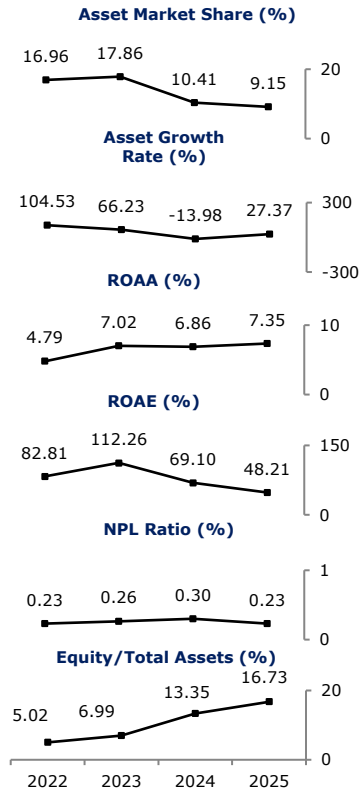 Asset Market Share (%)
16.96 17.86 10.41 9.15
20
0
Asset Growth
Rate (%)
104.53 66.23 -13.98 27.37
300
-300
ROAA (%)
4.79 7.02 6.86 7.35
10
0
ROAE (%)
82.81 112.26 69.10 48.21
150
0
NPL Ratio (%)
0.23 0.26 0.30 0.23
1
0
Equity/Total Assets (%)
5.02 6.99 13.35 16.73
20
0
2022 2023 2024 2025